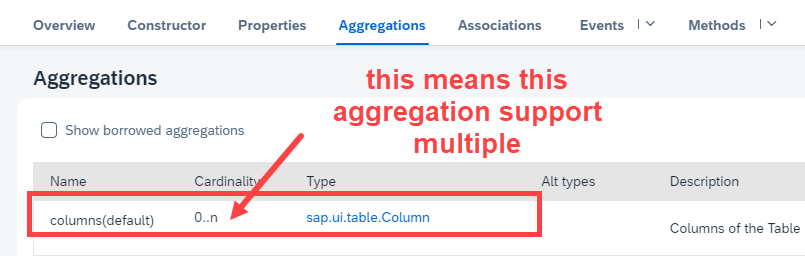 Overview Constructor Properties Aggregations Associations Events Methods
Aggregations
this means this
aggregation support
multiple
Show borrowed aggregations
Name Cardinality Type Alt types Description
columns(default) 0..n sap.ui.table.Column Columns of the Table